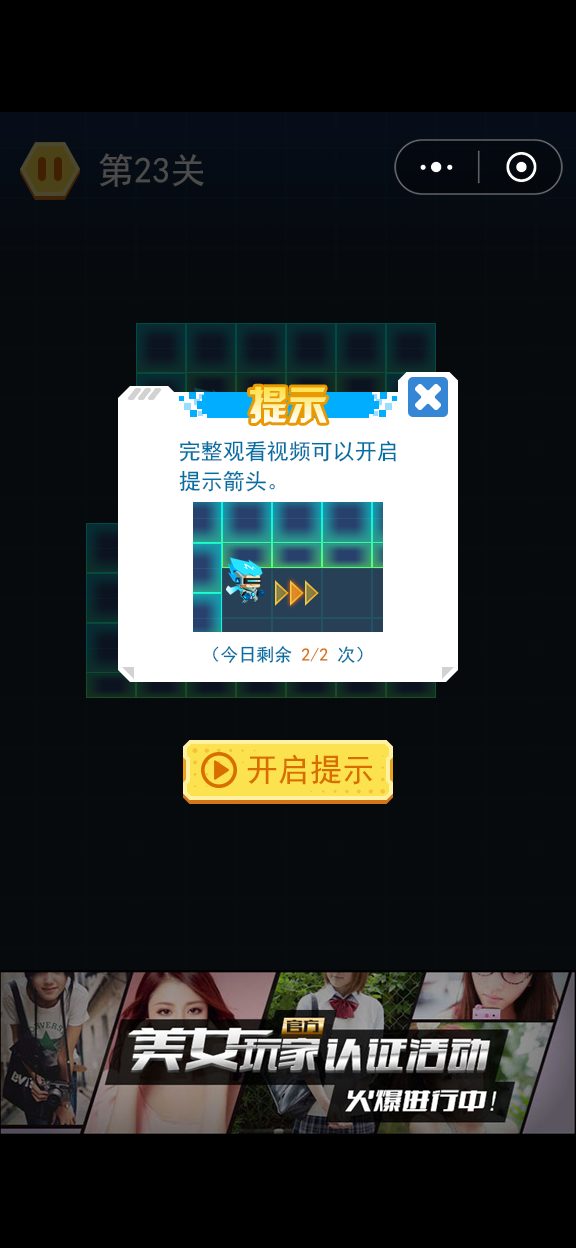 第23关
提示
完整观看视频可以开启
提示箭头。
（今日剩余 2/2 次）
开启提示
官方
美女玩家认证活动
火爆进行中!